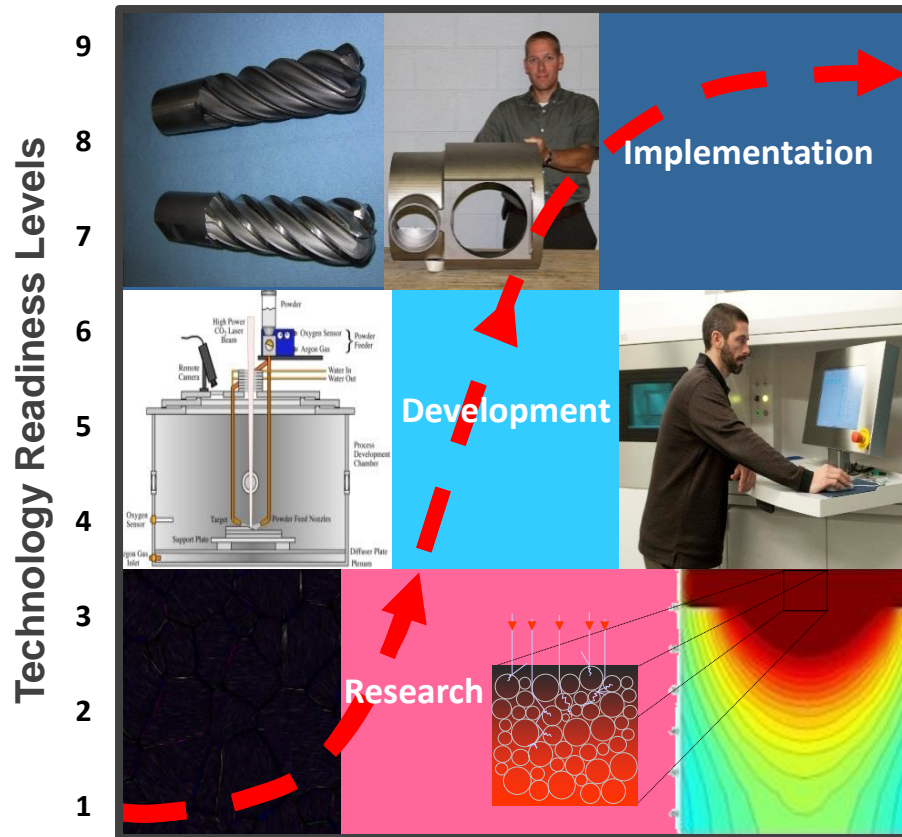 Technology Readiness Levels
9
8
7
6
5
4
3
2
1
Implementation
Powder
High Power
CO2 Laser
Beam
Oxygen Sensor
Argon Gas
Powder
Feeder
Remote
Camera
Water In
Water Out
Development
Process
Development
Chamber
Oxygen
Sensor
Target
Powder Feed Nozzles
Support Plate
Argon Gas
Inlet
Diffuser Plate
Plenum
Research